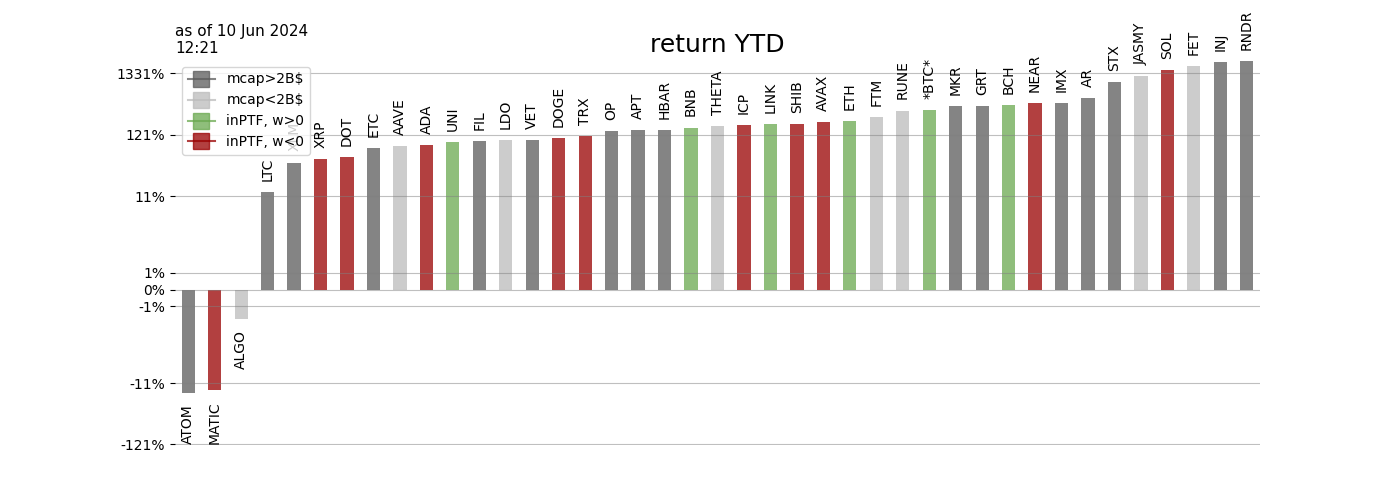 as of 10 Jun 2024
12:21
return YTD
mcap>2B$
mcap<2B$
inPTF, w>0
inPTF, w<0
1331%
121%
11%
1%
0%
-1%
-11%
-121%
ATOM
MATIC
ALGO
LTC
XRP
DOT
ETC
AAVE
ADA
UNI
FIL
LDO
VET
DOGE
TRX
OP
APT
HBAR
BNB
THETA
ICP
LINK
SHIB
AVAX
ETH
FTM
RUNE
*BTC*
MKR
GRT
BCH
NEAR
IMX
AR
STX
JASMY
SOL
FET
INJ
RNDR